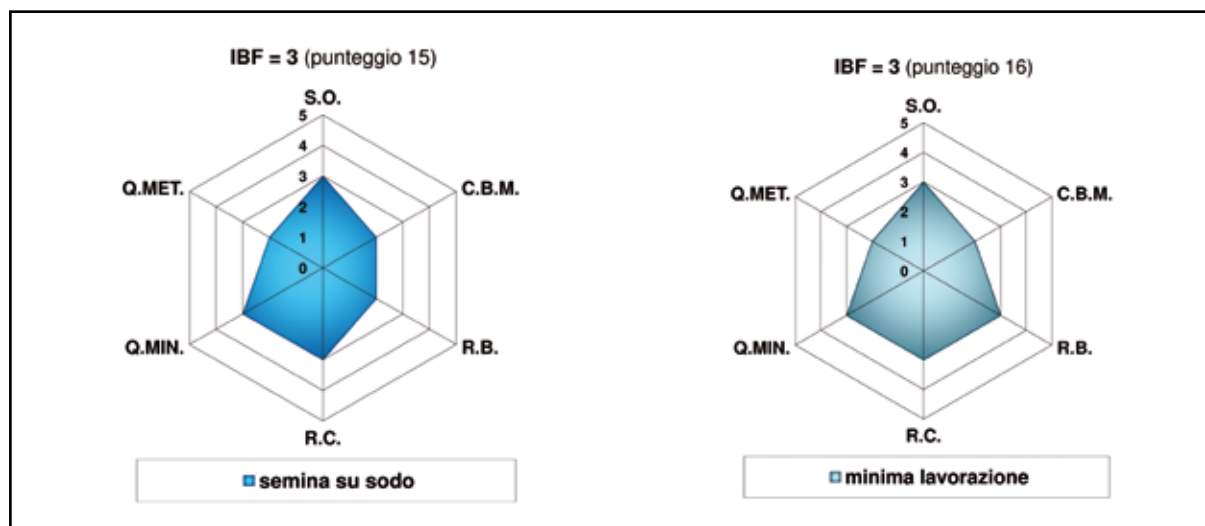 IBF = 3 (punteggio 15)
S.O.
5
4
3
2
1
0
Q.MET.
C.B.M.
Q.MIN.
R.B.
R.C.
semina su sodo
IBF = 3 (punteggio 16)
S.O.
5
4
3
2
1
0
Q.MET.
C.B.M.
Q.MIN.
R.B.
R.C.
minima lavorazione